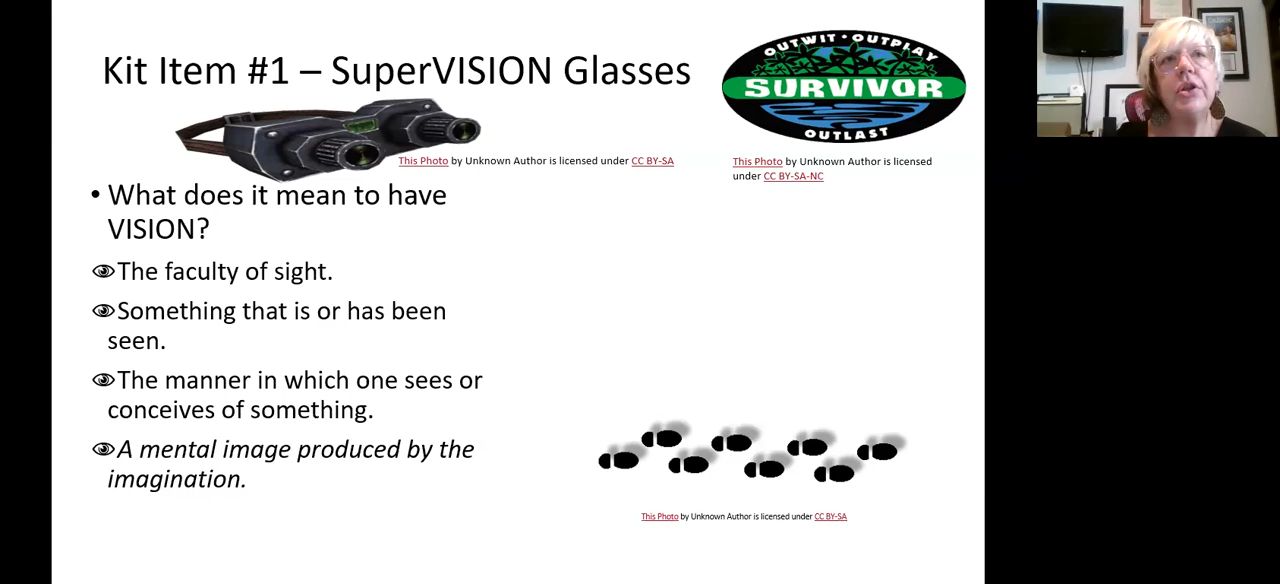 Kit Item #1 – SuperVISION Glasses
OUTWIT • OUTPLAY
SURVIVOR
OUTLAST
This Photo by Unknown Author is licensed under CC BY-SA
This Photo by Unknown Author is licensed
under CC BY-SA-NC
• What does it mean to have
VISION?
The faculty of sight.
Something that is or has been
seen.
The manner in which one sees or
conceives of something.
A mental image produced by the
imagination.
This Photo by Unknown Author is licensed under CC BY-SA